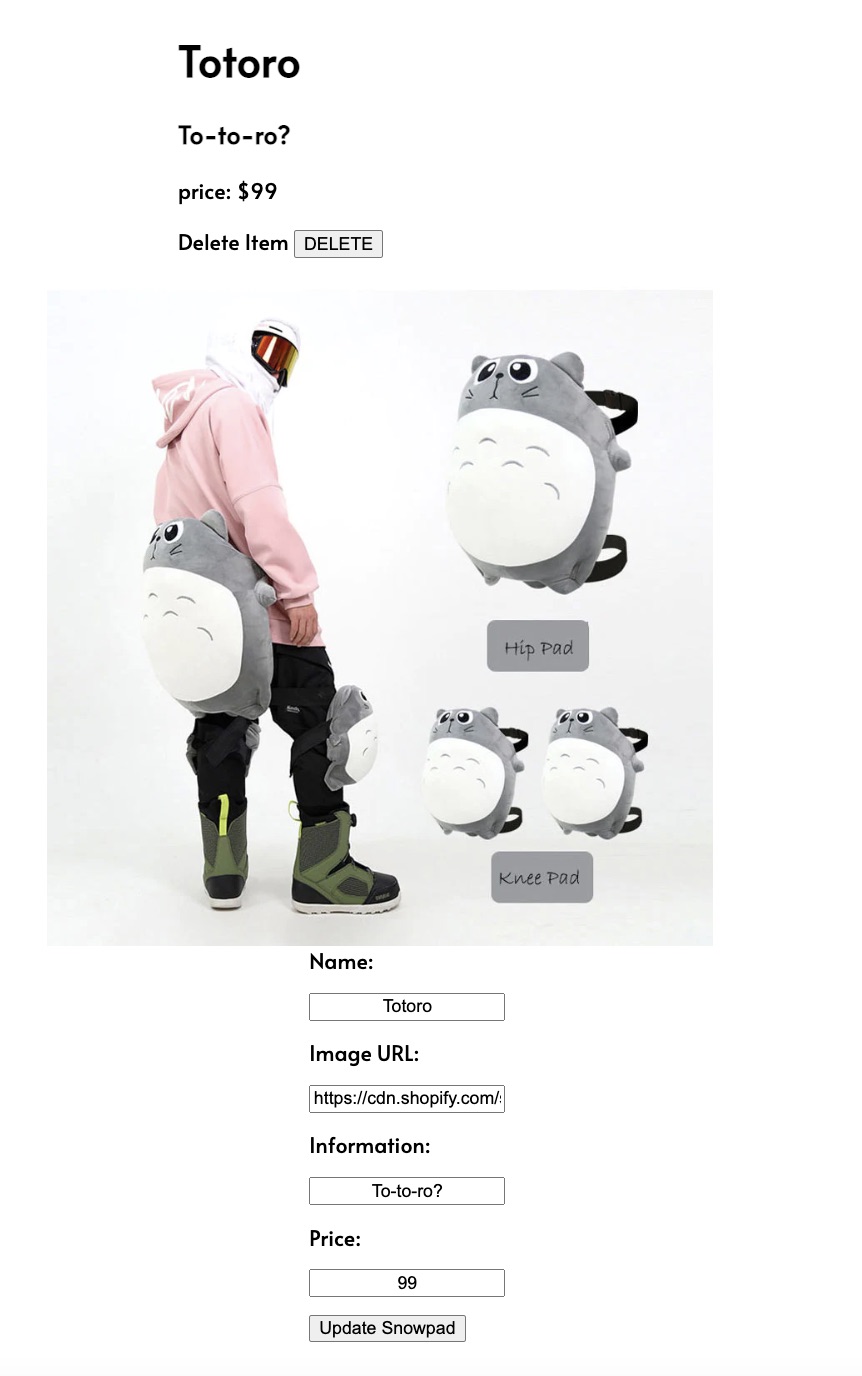 Totoro
To-to-ro?
price: $99
Delete Item DELETE
Hip Pad
Knee Pad
Name:
Totoro
Image URL:
https://cdn.shopify.com/
Information:
To-to-ro?
Price:
99
Update Snowpad